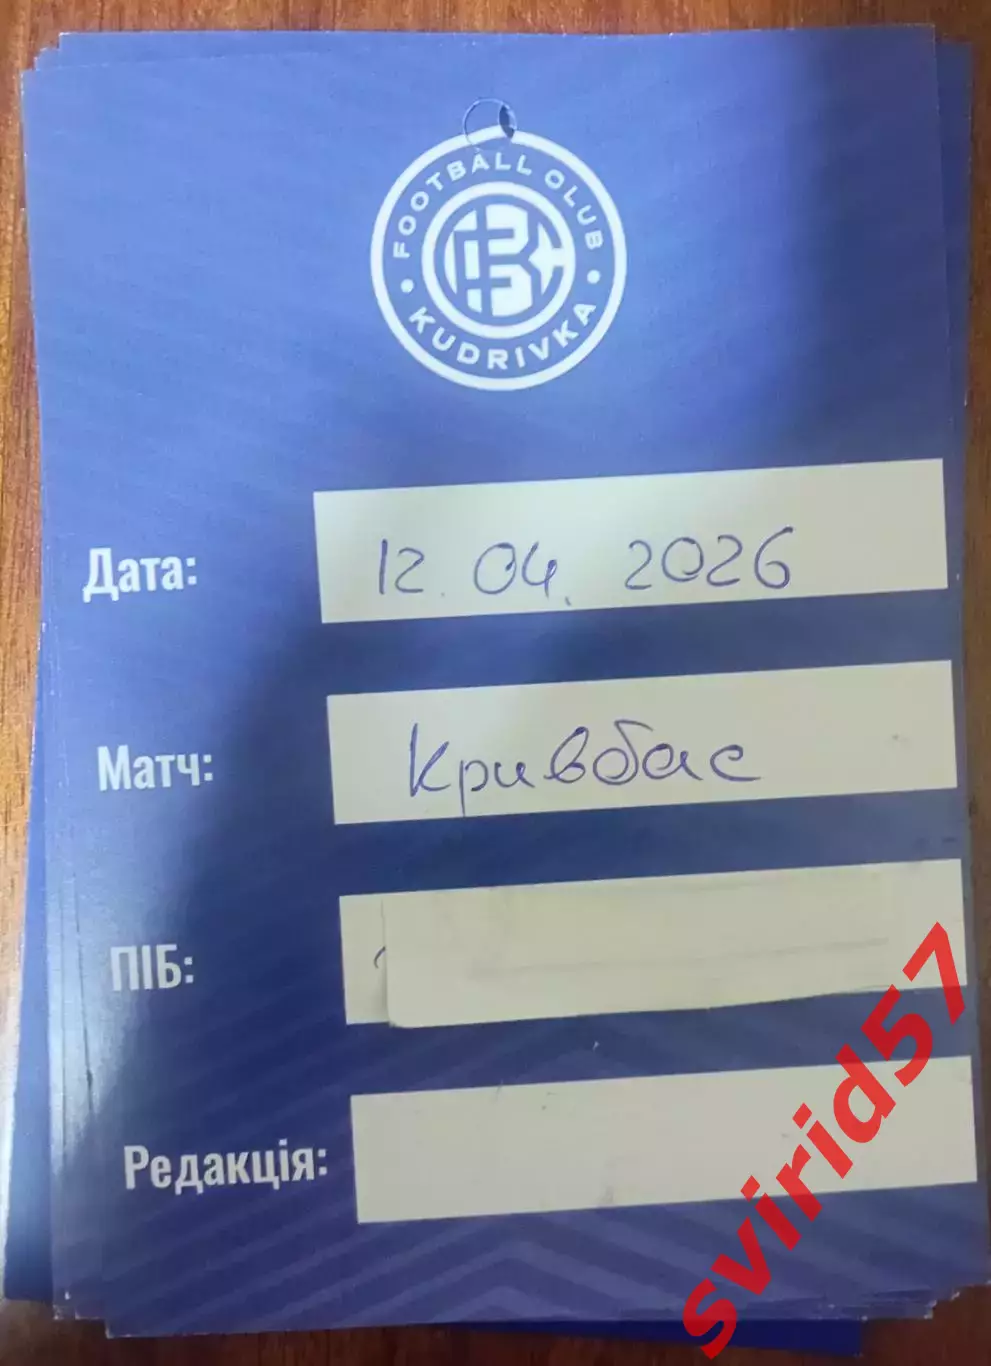 FOOTBALL CLUB
KUDRIVKA
Дата: 12.04.2026
Матч: Кривбас
ПІБ:
Редакція:
svirid57